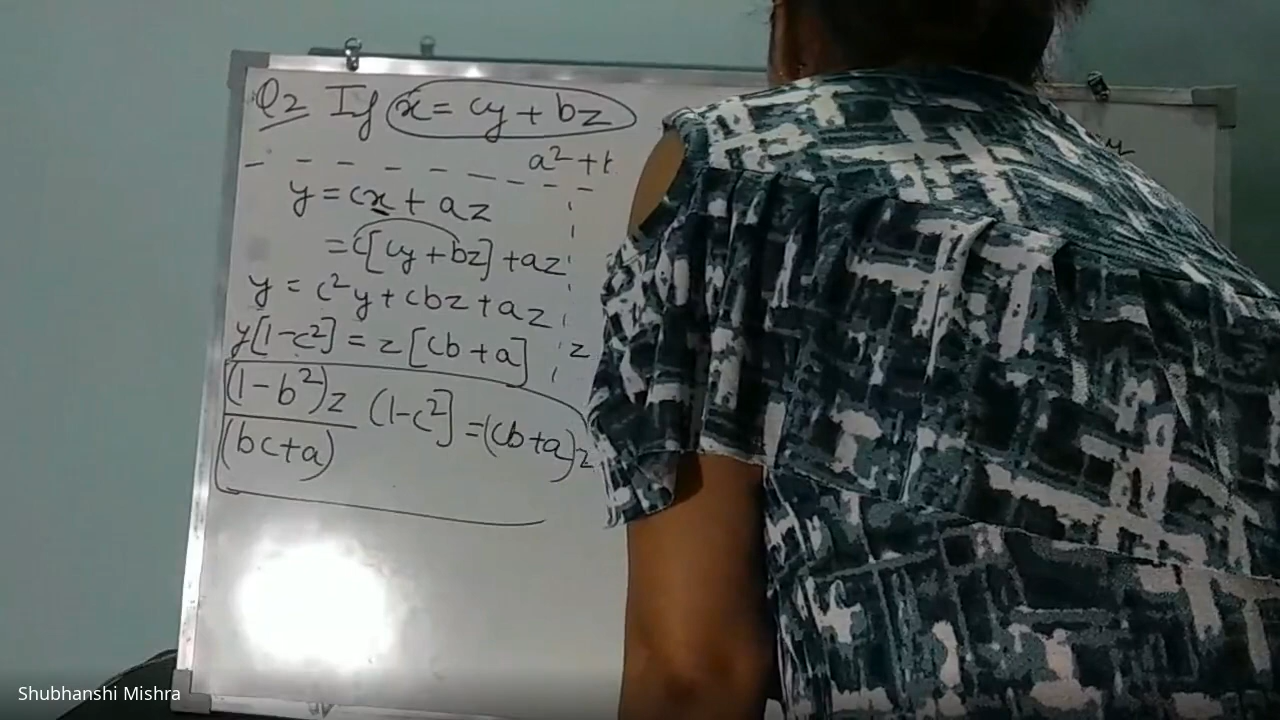 Q2 If x = cy + bz
a² + b
y = cx + az
= c[cy + bz] + az
y = c²y + cbz + az
y[1-c²] = z[cb + a]
z
(1-b²)z (1-c²] = (cb+a)z
(bc+a)
Shubhanshi Mishra